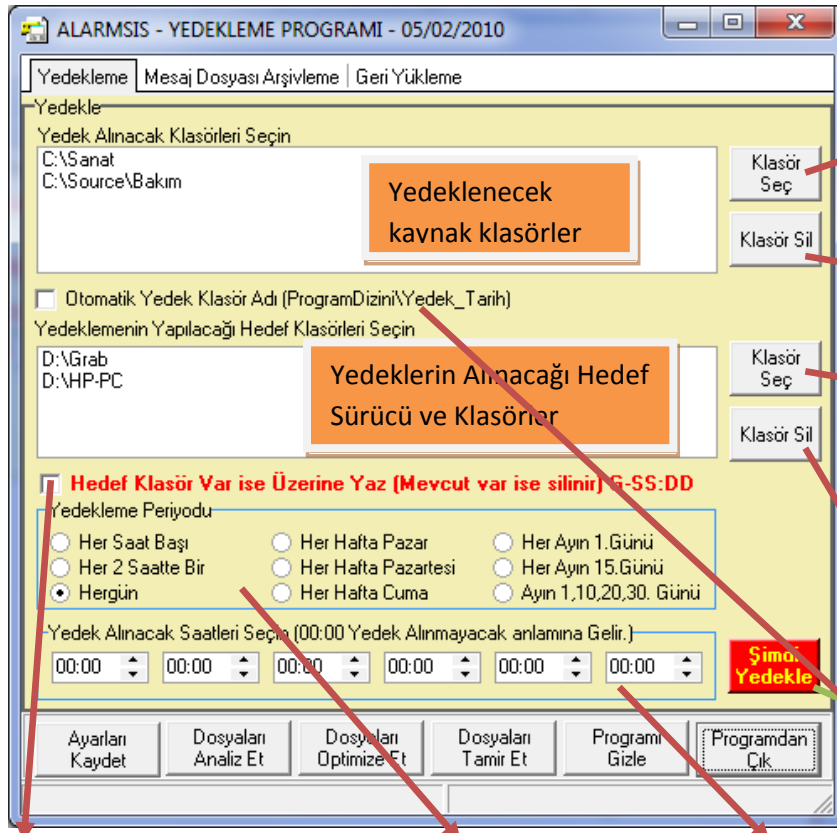 ALARMSIS - YEDEKLEME PROGRAMI - 05/02/2010
Yedekleme Mesaj Dosyası Arşivleme Geri Yükleme
Yedekle
Yedek Alınacak Klasörleri Seçin
C:\Sanat
C:\Source\Bakım
Yedeklenecek
kaynak klasörler
Klasör
Seç
Klasör Sil
Otomatik Yedek Klasör Adı (ProgramDizini\Yedek_Tarih)
Yedeklemenin Yapılacağı Hedef Klasörleri Seçin
D:\Grab
D:\HP-PC
Yedeklerin Alınacağı Hedef
Sürücü ve Klasörler
Klasör
Seç
Klasör Sil
Hedef Klasör Var ise Üzerine Yaz (Mevcut var ise silinir) G-SS:DD
Yedekleme Periyodu
Her Saat Başı Her Hafta Pazar Her Ayın 1.Günü
Her 2 Saatte Bir Her Hafta Pazartesi Her Ayın 15.Günü
Hergün Her Hafta Cuma Ayın 1,10,20,30. Günü
Yedek Alınacak Saatleri Seçin (00:00 Yedek Alınmayacak anlamına Gelir.)
00:00 00:00 00:00 00:00 00:00 00:00
Şimdi
Yedekle
Ayarları
Kaydet
Dosyaları
Analiz Et
Dosyaları
Optimize Et
Dosyaları
Tamir Et
Programı
Gizle
Programdan
Çık